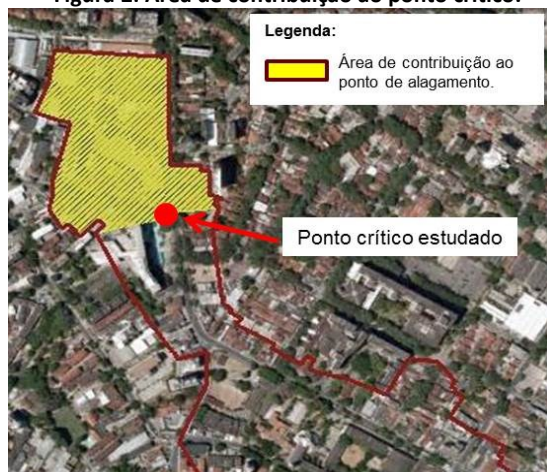 Figura 2. Área de contribuição ao ponto crítico.
Legenda:
Área de contribuição ao
ponto de alagamento.
Ponto crítico estudado